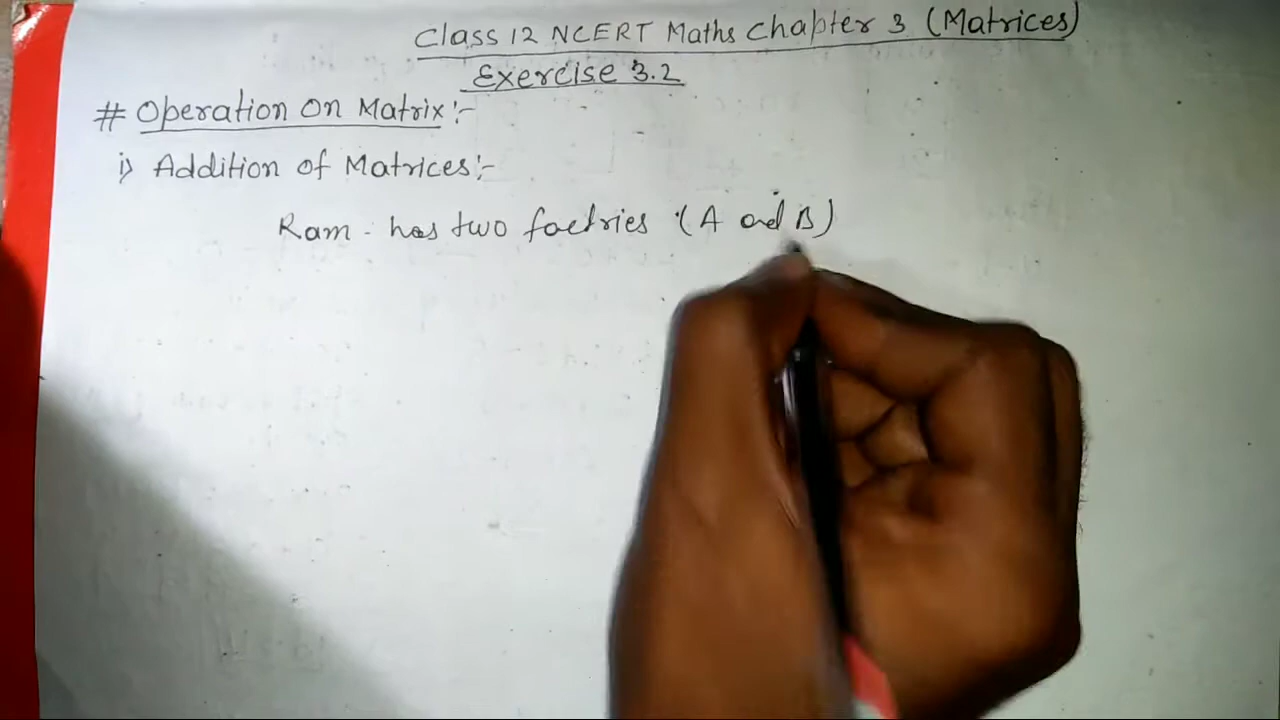 Class 12 NCERT Maths Chapter 3 (Matrices)
Exercise 3.2
# Operation On Matrix:-
i) Addition of Matrices:-
Ram - has two factries (A and B)